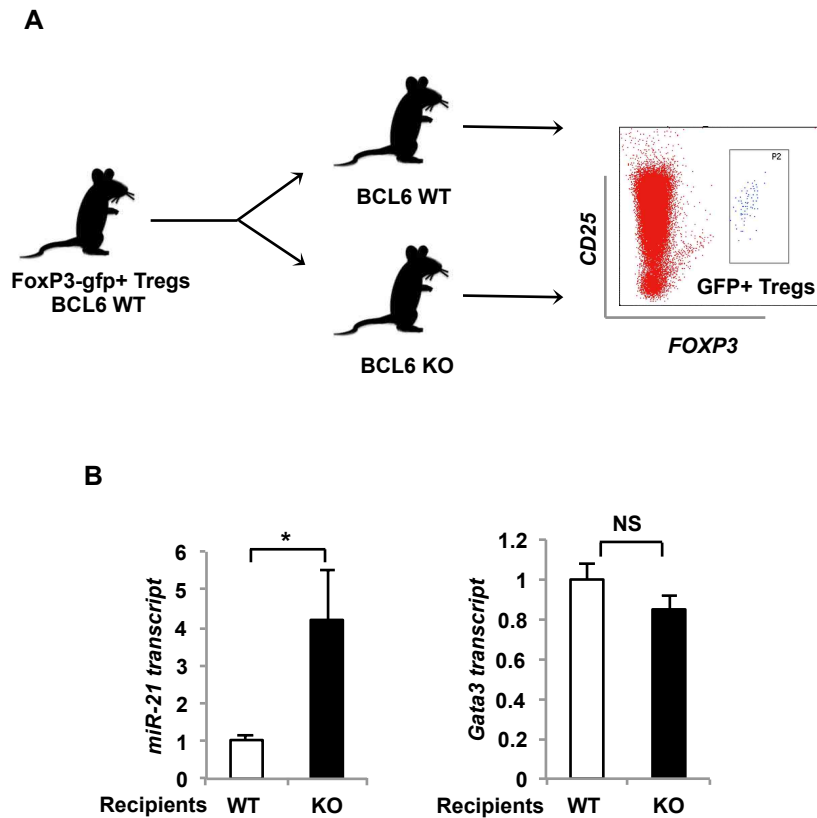 A
BCL6 WT
FoxP3-gfp+ Tregs
BCL6 WT
BCL6 KO
CD25
P2
GFP+ Tregs
FOXP3
B
miR-21 transcript
6
5
4
3
2
1
0
*
Recipients WT KO
Gata3 transcript
1.2
1
0.8
0.6
0.4
0.2
0
NS
Recipients WT KO